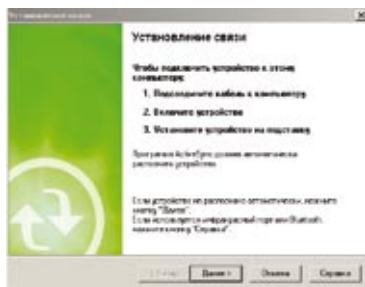 Установление связи
Установление связи
Чтобы подключить устройство к этому
компьютеру:
1. Подсоедините кабель к компьютеру
2. Включите устройство
3. Установите устройство на подставку
Программа ActiveSync должна автоматически
распознать устройство.
Если устройство не распознано автоматически, нажмите
кнопку "Далее".
Если используется инфракрасный порт или Bluetooth,
нажмите кнопку "Справка".
Далее >
Отмена
Справка